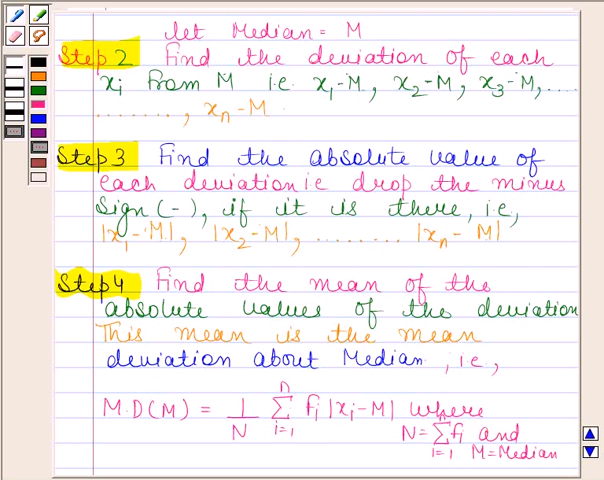 let Median = M
Step 2 Find the deviation of each
xᵢ from M i.e x₁-M, x₂-M, x₃-M, ....
........, xₙ-M
Step 3 Find the absolute value of
each deviation ie drop the minus
Sign (-), if it is there, i.e,
|x₁-M|, |x₂-M|, ........ |xₙ-M|
Step 4 Find the mean of the
absolute values of the deviation
This mean is the mean
deviation about Median, i.e,
M.D(M) = 1/N ∑ᵢ₌₁ⁿ fᵢ |xᵢ-M| where
N = ∑ᵢ₌₁ fᵢ and
M = Median